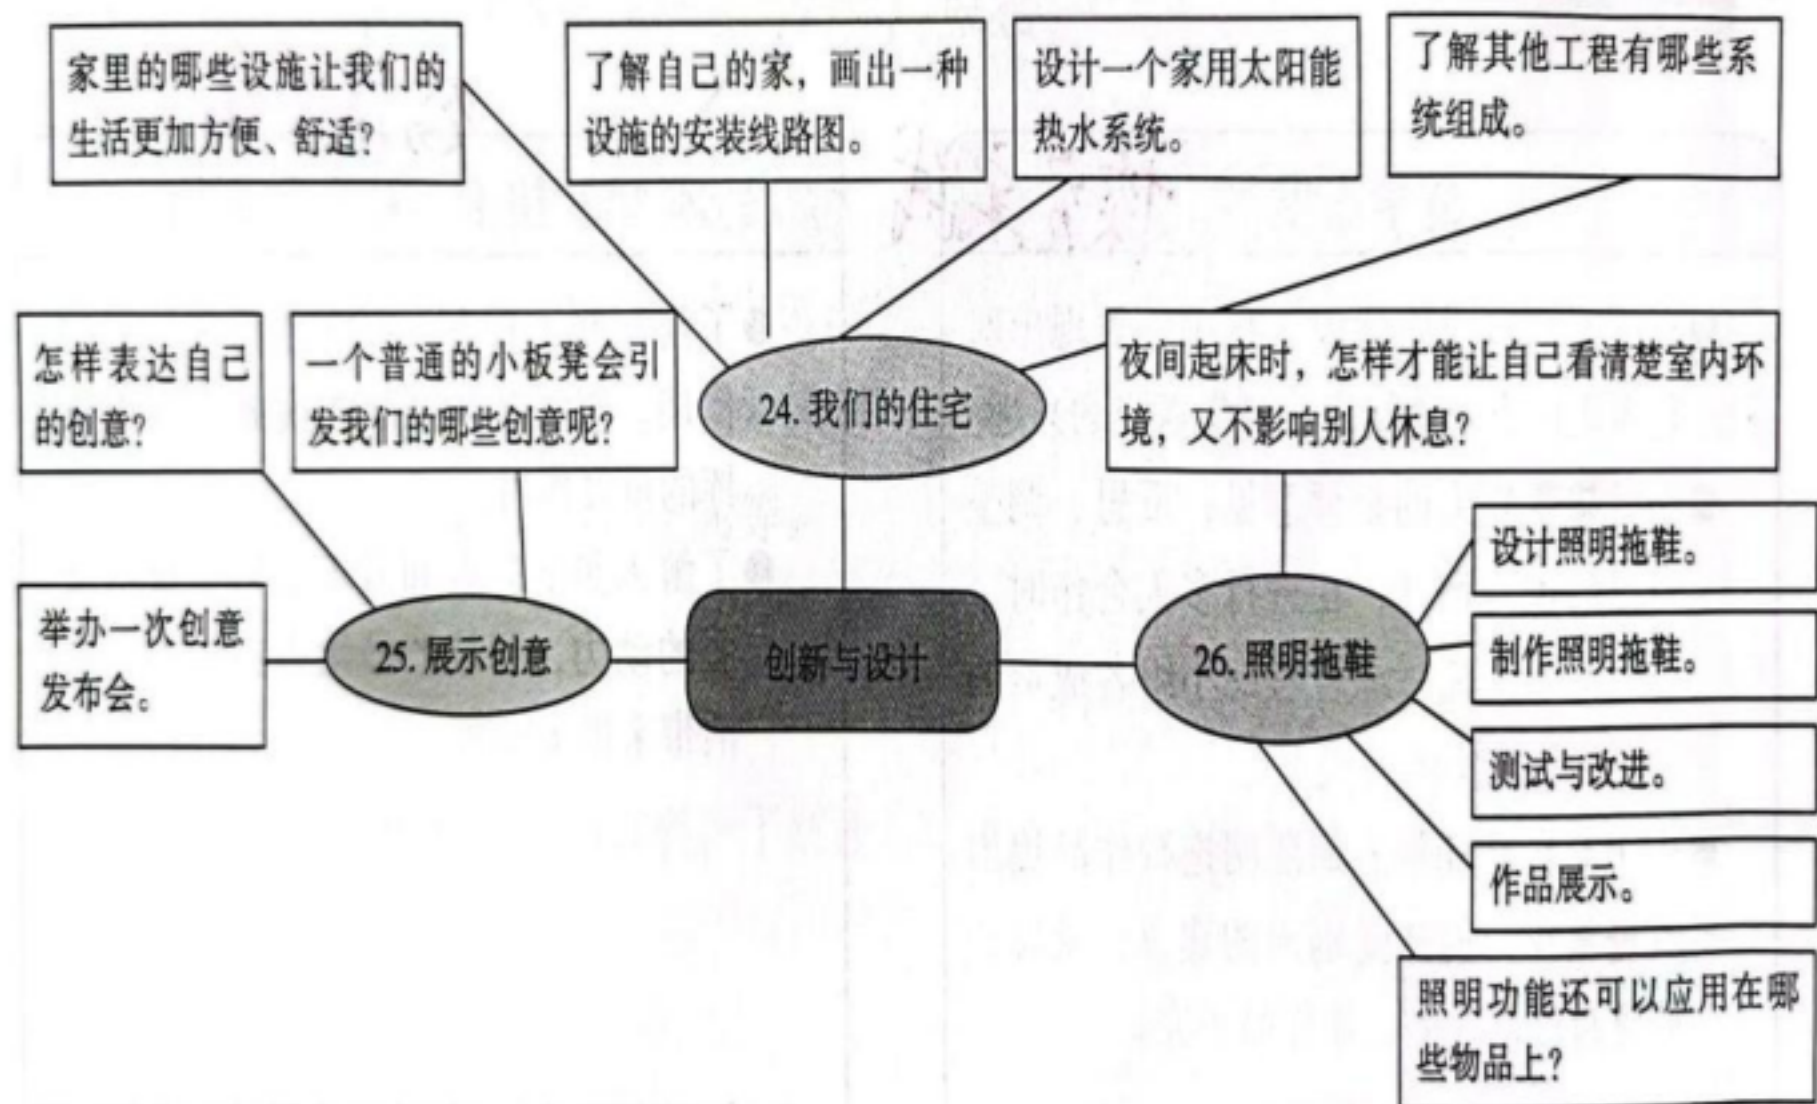 家里的哪些设施让我们的
生活更加方便、舒适?
了解自己的家，画出一种
设施的安装线路图。
设计一个家用太阳能
热水系统。
了解其他工程有哪些系
统组成。
怎样表达自己
的创意?
一个普通的小板凳会引
发我们的哪些创意呢?
24. 我们的住宅
夜间起床时，怎样才能让自己看清楚室内环
境，又不影响别人休息?
举办一次创意
发布会。
25. 展示创意
创新与设计
26. 照明拖鞋
设计照明拖鞋。
制作照明拖鞋。
测试与改进。
作品展示。
照明功能还可以应用在哪
些物品上?